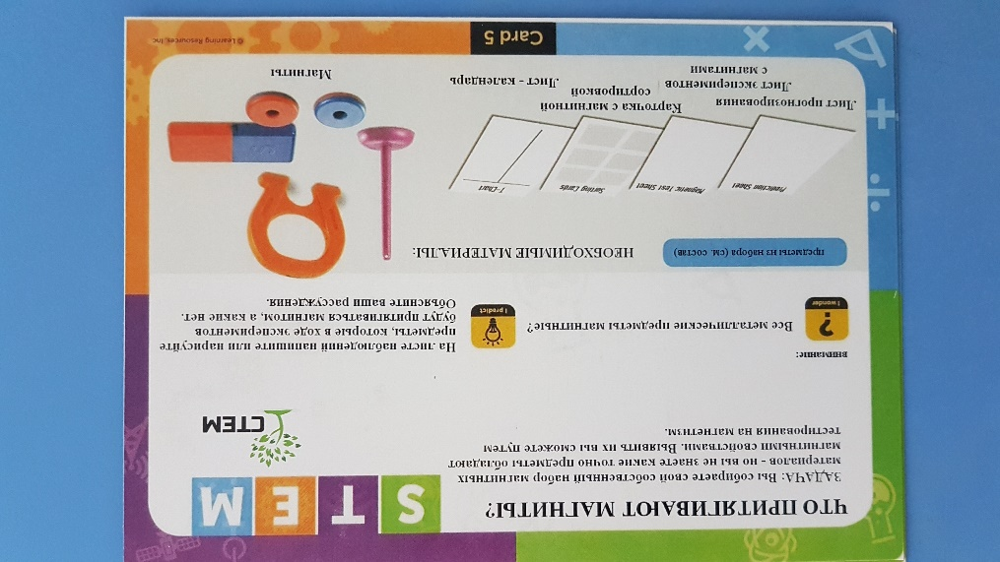 ЧТО ПРИТЯГИВАЮТ МАГНИТЫ?
STEM
ЗАДАЧА: Вы собираете свой собственный набор магнитных
материалов - но вы не знаете какие точно предметы обладают
магнитными свойствами. Выявить их вы сможете путем
тестирования на магнетизм.
СТЕМ
внимание:
? I wonder
Все металлические предметы магнитные?
I predict
На листе наблюдений напишите или нарисуйте
предметы, которые в ходе экспериментов
будут притягиваться магнитом, а какие нет.
Объясните ваши рассуждения.
предметы из набора (см. состав)
НЕОБХОДИМЫЕ МАТЕРИАЛЫ:
Prediction Sheet
Magnetic Test Sheet
Sorting Cards
T-Chart
Лист прогнозирования
Лист экспериментов
с магнитами
Карточка с магнитной
сортировкой
Лист - календарь
Магниты
Card 5
© Learning Resources, Inc.